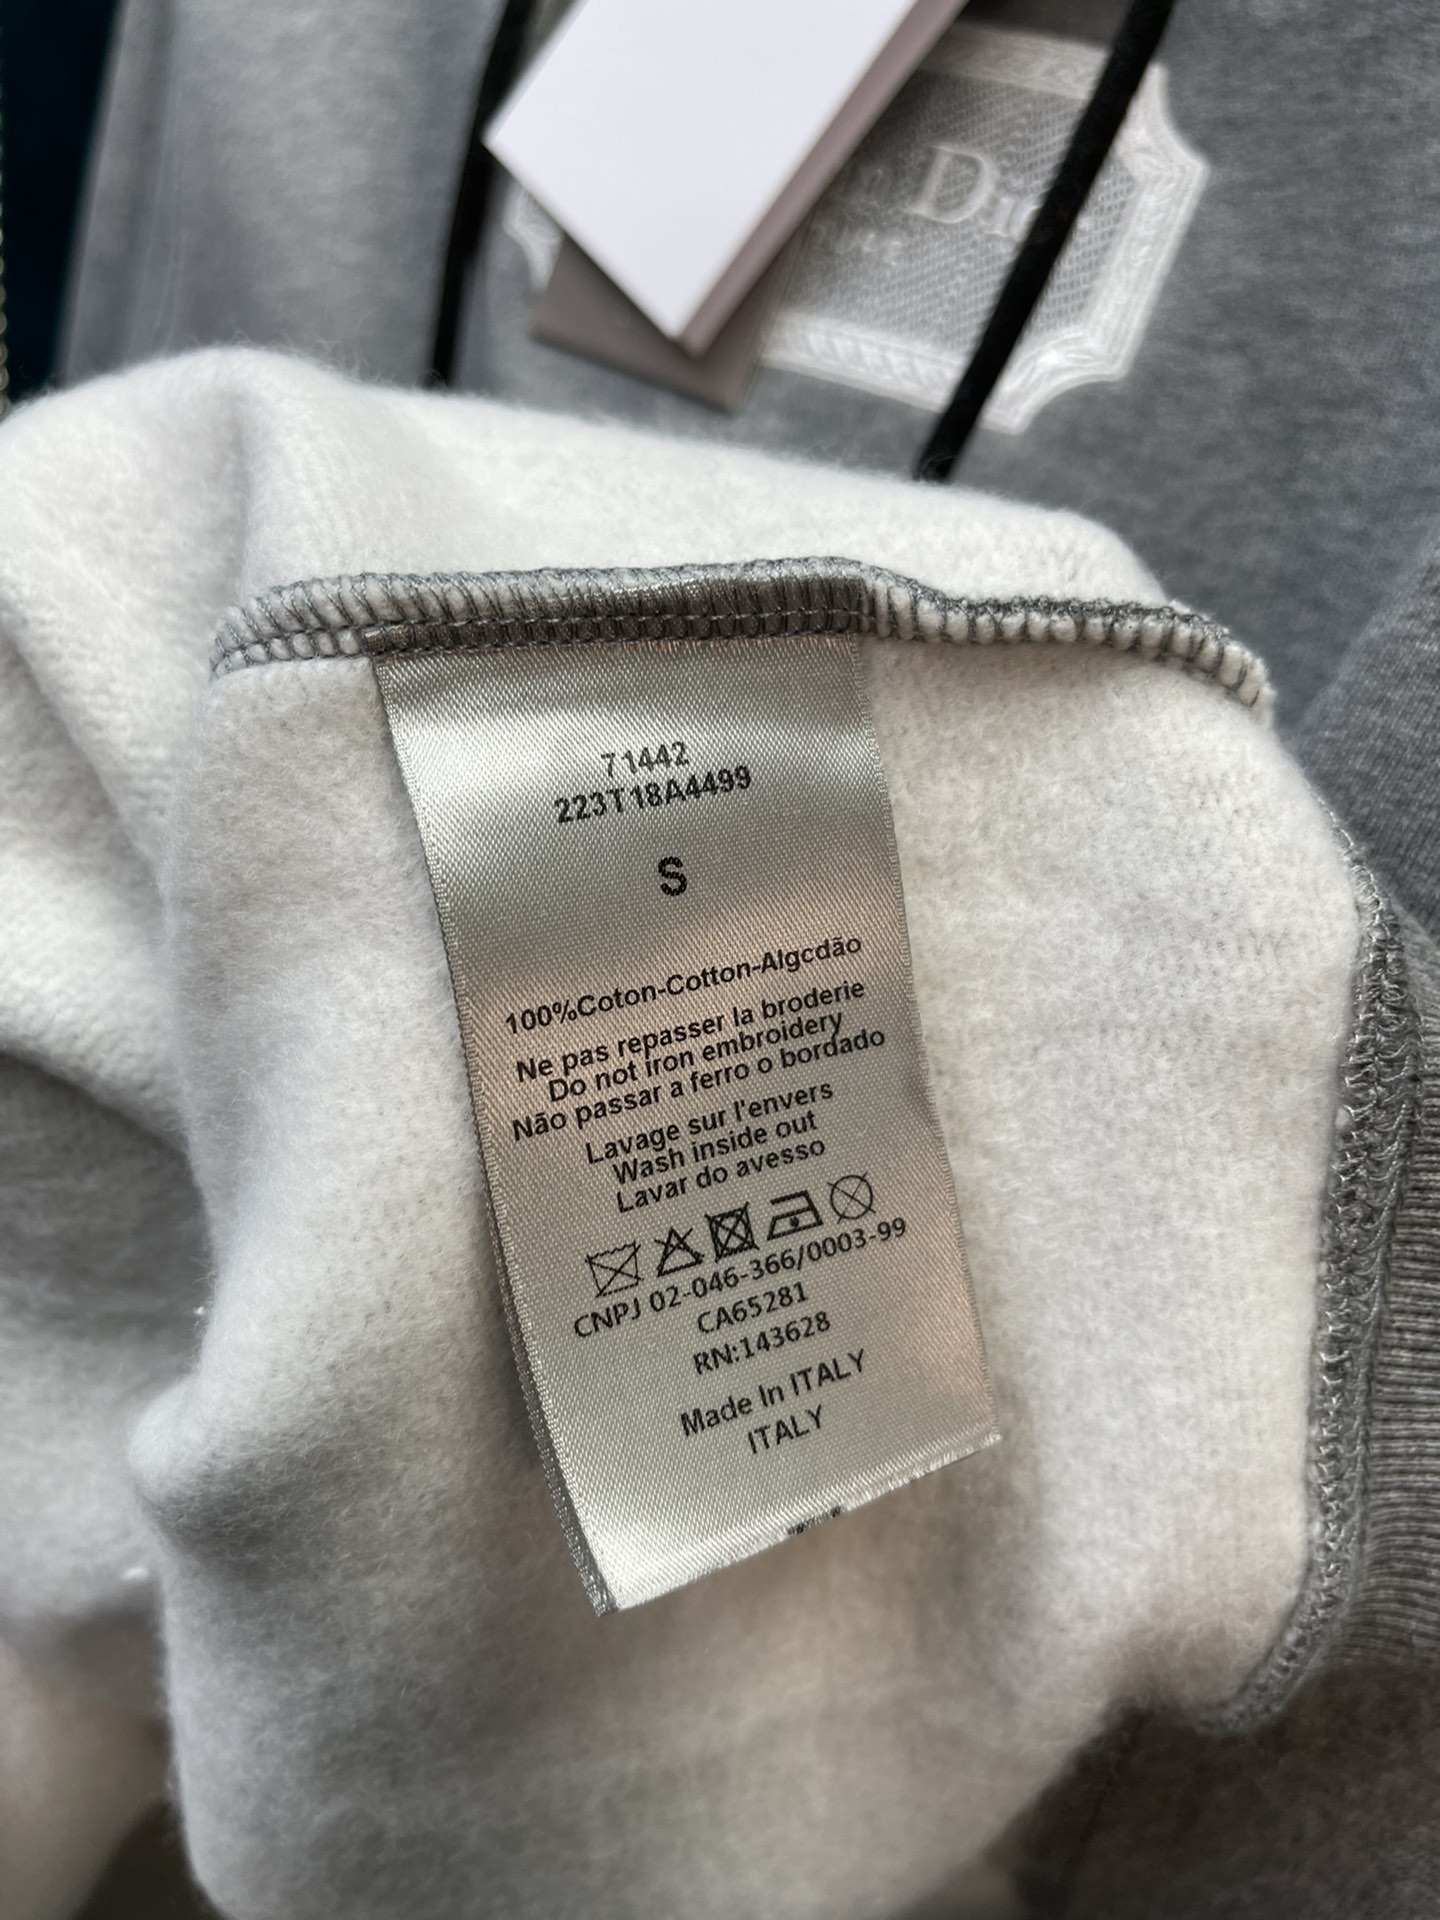 Dior
71442
223T18A4499
S
100%Coton-Cotton-Algcdão
Ne pas repasser la broderie
Do not iron embroidery
Não passar a ferro o bordado
Lavage sur l'envers
Wash inside out
Lavar do avesso
CNPJ 02-046-366/0003-99
CA65281
RN:143628
Made In ITALY
ITALY